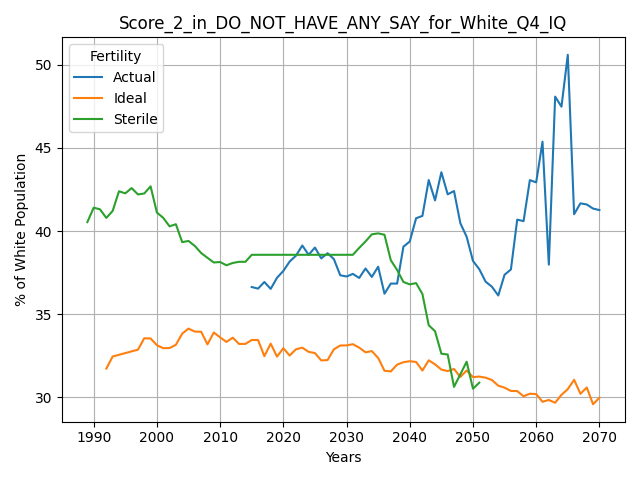 Score_2_in_DO_NOT_HAVE_ANY_SAY_for_White_Q4_IQ
Fertility
Actual
Ideal
Sterile
% of White Population
50
45
40
35
30
1990 2000 2010 2020 2030 2040 2050 2060 2070
Years